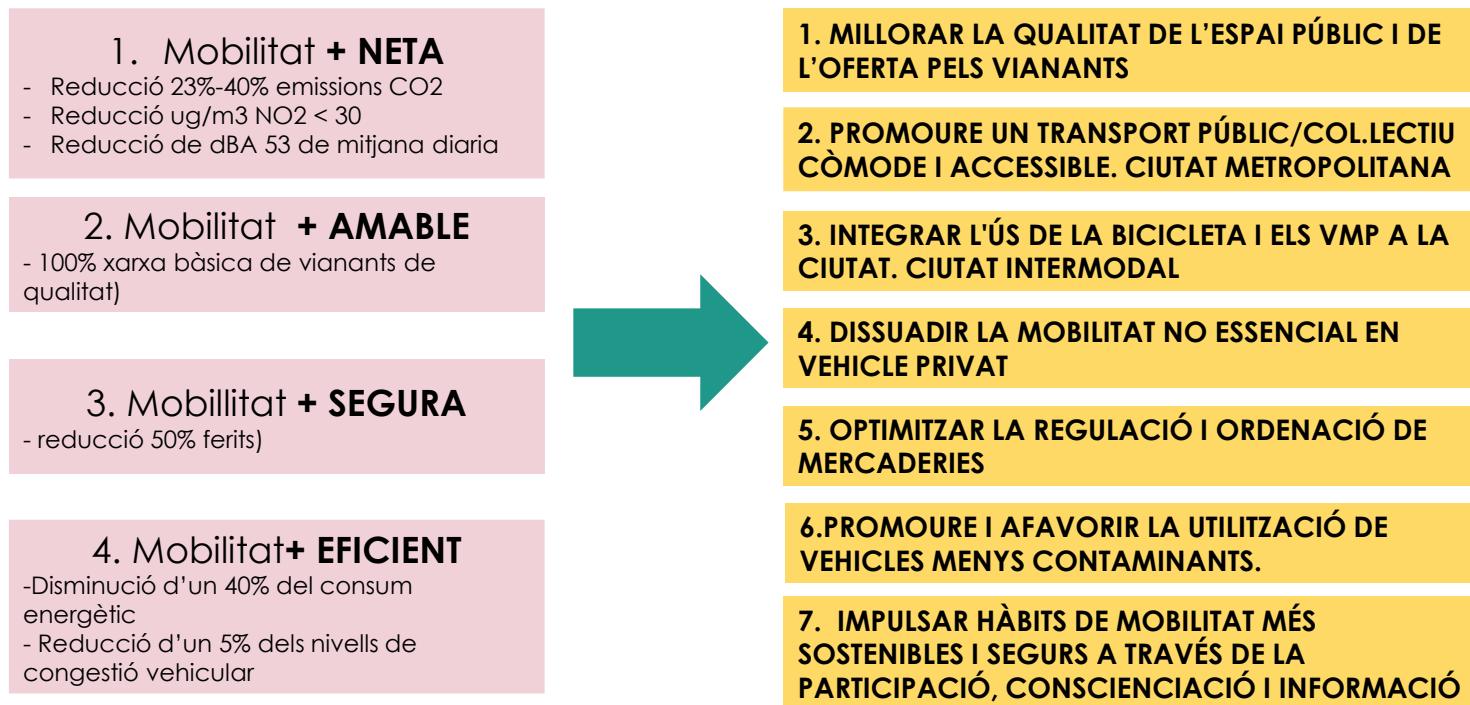 1. Mobilitat + NETA
- Reducció 23%-40% emissions CO2
- Reducció ug/m3 NO2 < 30
- Reducció de dBA 53 de mitjana diaria
2. Mobilitat + AMABLE
- 100% xarxa bàsica de vianants de
qualitat)
3. Mobillitat + SEGURA
- reducció 50% ferits)
4. Mobilitat+ EFICIENT
-Disminució d’un 40% del consum
energètic
- Reducció d’un 5% dels nivells de
congestió vehicular
1. MILLORAR LA QUALITAT DE L’ESPAI PÚBLIC I DE
L’OFERTA PELS VIANANTS
2. PROMOURE UN TRANSPORT PÚBLIC/COL.LECTIU
CÒMODE I ACCESSIBLE. CIUTAT METROPOLITANA
3. INTEGRAR L'ÚS DE LA BICICLETA I ELS VMP A LA
CIUTAT. CIUTAT INTERMODAL
4. DISSUADIR LA MOBILITAT NO ESSENCIAL EN
VEHICLE PRIVAT
5. OPTIMITZAR LA REGULACIÓ I ORDENACIÓ DE
MERCADERIES
6.PROMOURE I AFAVORIR LA UTILITZACIÓ DE
VEHICLES MENYS CONTAMINANTS.
7. IMPULSAR HÀBITS DE MOBILITAT MÉS
SOSTENIBLES I SEGURS A TRAVÉS DE LA
PARTICIPACIÓ, CONSCIENCIACIÓ I INFORMACIÓ